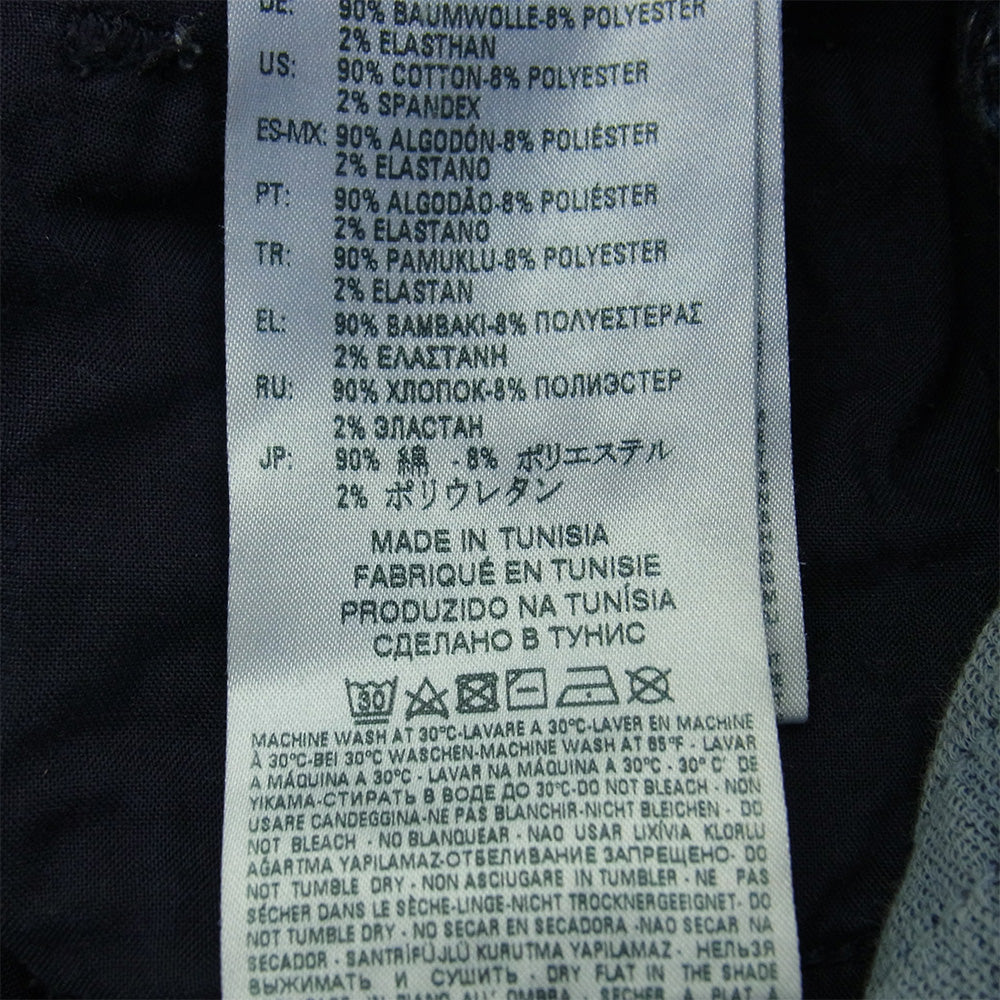 DE: 90% BAUMWOLLE-8% POLYESTER
2% ELASTHAN
US: 90% COTTON-8% POLYESTER
2% SPANDEX
ES-MX: 90% ALGODÓN-8% POLIÉSTER
2% ELASTANO
PT: 90% ALGODÃO-8% POLIÉSTER
2% ELASTANO
TR: 90% PAMUKLU-8% POLYESTER
2% ELASTAN
EL: 90% ΒΑΜΒΑΚΙ-8% ΠΟΛΥΕΣΤΕΡΑΣ
2% ΕΛΑΣΤΑΝΗ
RU: 90% ХЛОПОК-8% ПОЛИЭСТЕР
2% ЭЛАСТАН
JP: 90% 綿 -8% ポリエステル
2% ポリウレタン
MADE IN TUNISIA
FABRIQUÉ EN TUNISIE
PRODUZIDO NA TUNÍSIA
СДЕЛАНО В ТУНИС
30
MACHINE WASH AT 30°C-LAVARE A 30°C-LAVER EN MACHINE
À 30°C-BEI 30°C WASCHEN-MACHINE WASH AT 85°F - LAVAR
A MÁQUINA A 30°C - LAVAR NA MÁQUINA A 30°C - 30° C' DE
YIKAMA-СТИРАТЬ В ВОДЕ ДО 30°C-DO NOT BLEACH - NON
USARE CANDEGGINA-NE PAS BLANCHIR-NICHT BLEICHEN - DO
NOT BLEACH - NO BLANQUEAR - NAO USAR LIXÍVIA KLORLU
AĞARTMA YAPILAMAZ-ОТБЕЛИВАНИЕ ЗАПРЕЩЕНО- DO
NOT TUMBLE DRY - NON ASCIUGARE IN TUMBLER - NE PAS
SÉCHER DANS LE SÈCHE-LINGE-NICHT TROCKNERGEEIGNET- DO
NOT TUMBLE DRY - NO SECAR EN SECADORA -NAO SECAR NA
SECADOR - SANTRİFÜJLÜ KURUTMA YAPILAMAZ - НЕЛЬЗЯ
ВЫЖИМАТЬ И СУШИТЬ - DRY FLAT IN THE SHADE
IN PIANO ALL' OMBRA - SÉCHER A PLAT A